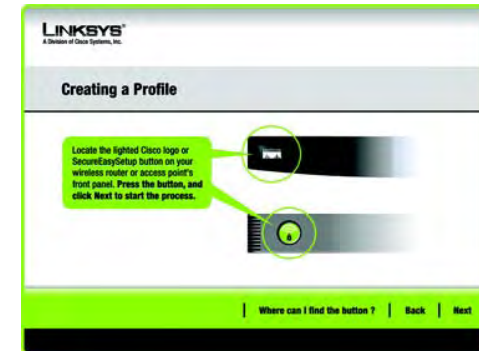 LINKSYS®
A Division of Cisco Systems, Inc.
Creating a Profile
Locate the lighted Cisco logo or
SecureEasySetup button on your
wireless router or access point's
front panel. Press the button, and
click Next to start the process.
Where can I find the button ? | Back | Next